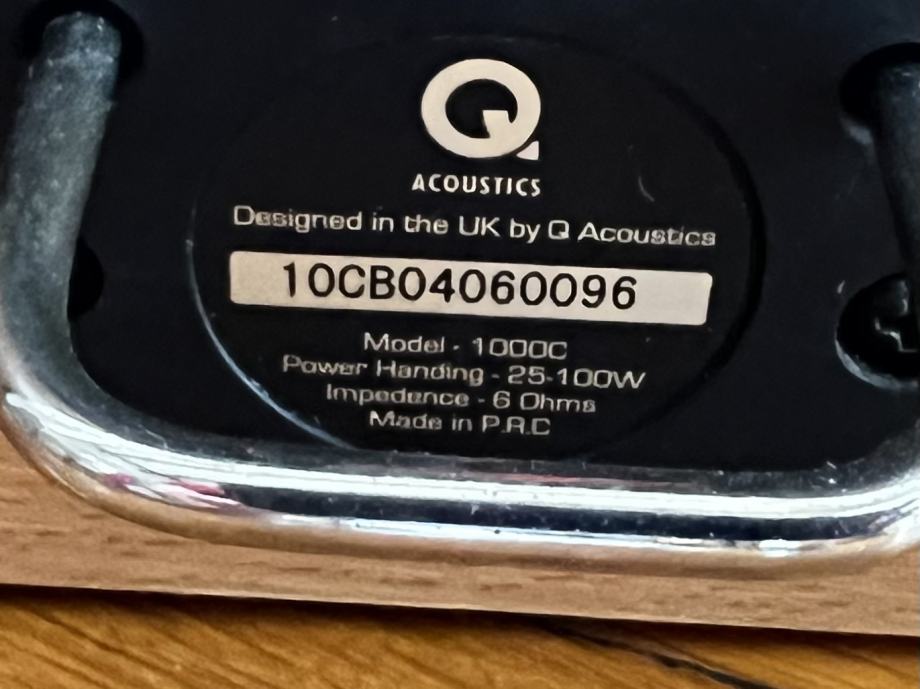 Q
ACOUSTICS
Designed in the UK by Q Acoustics
10CB04060096
Model - 1000C
Power Handing - 25-100W
Impedence - 6 Ohms
Made in P.R.C